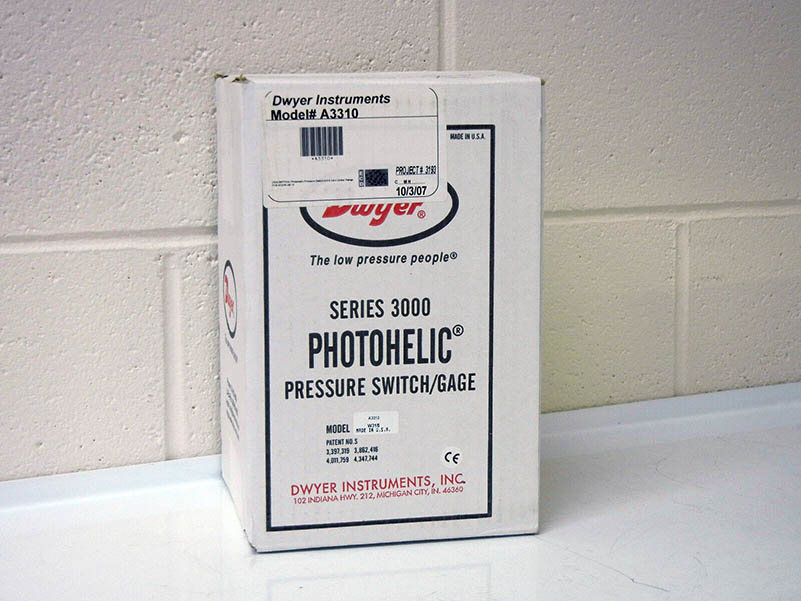 Dwyer Instruments
Model# A3310
MADE IN U.S.A.
PROJECT # 3193
10/3/07
Dwyer®
The low pressure people®
SERIES 3000
PHOTOHELIC®
PRESSURE SWITCH/GAGE
A3310
W31B
MODEL MADE IN U.S.A.
PATENT NO.S
3,397,319 3,862,416
4,011,759 4,347,744
CE
DWYER INSTRUMENTS, INC.
102 INDIANA HWY. 212, MICHIGAN CITY, IN. 46360
Dwyer